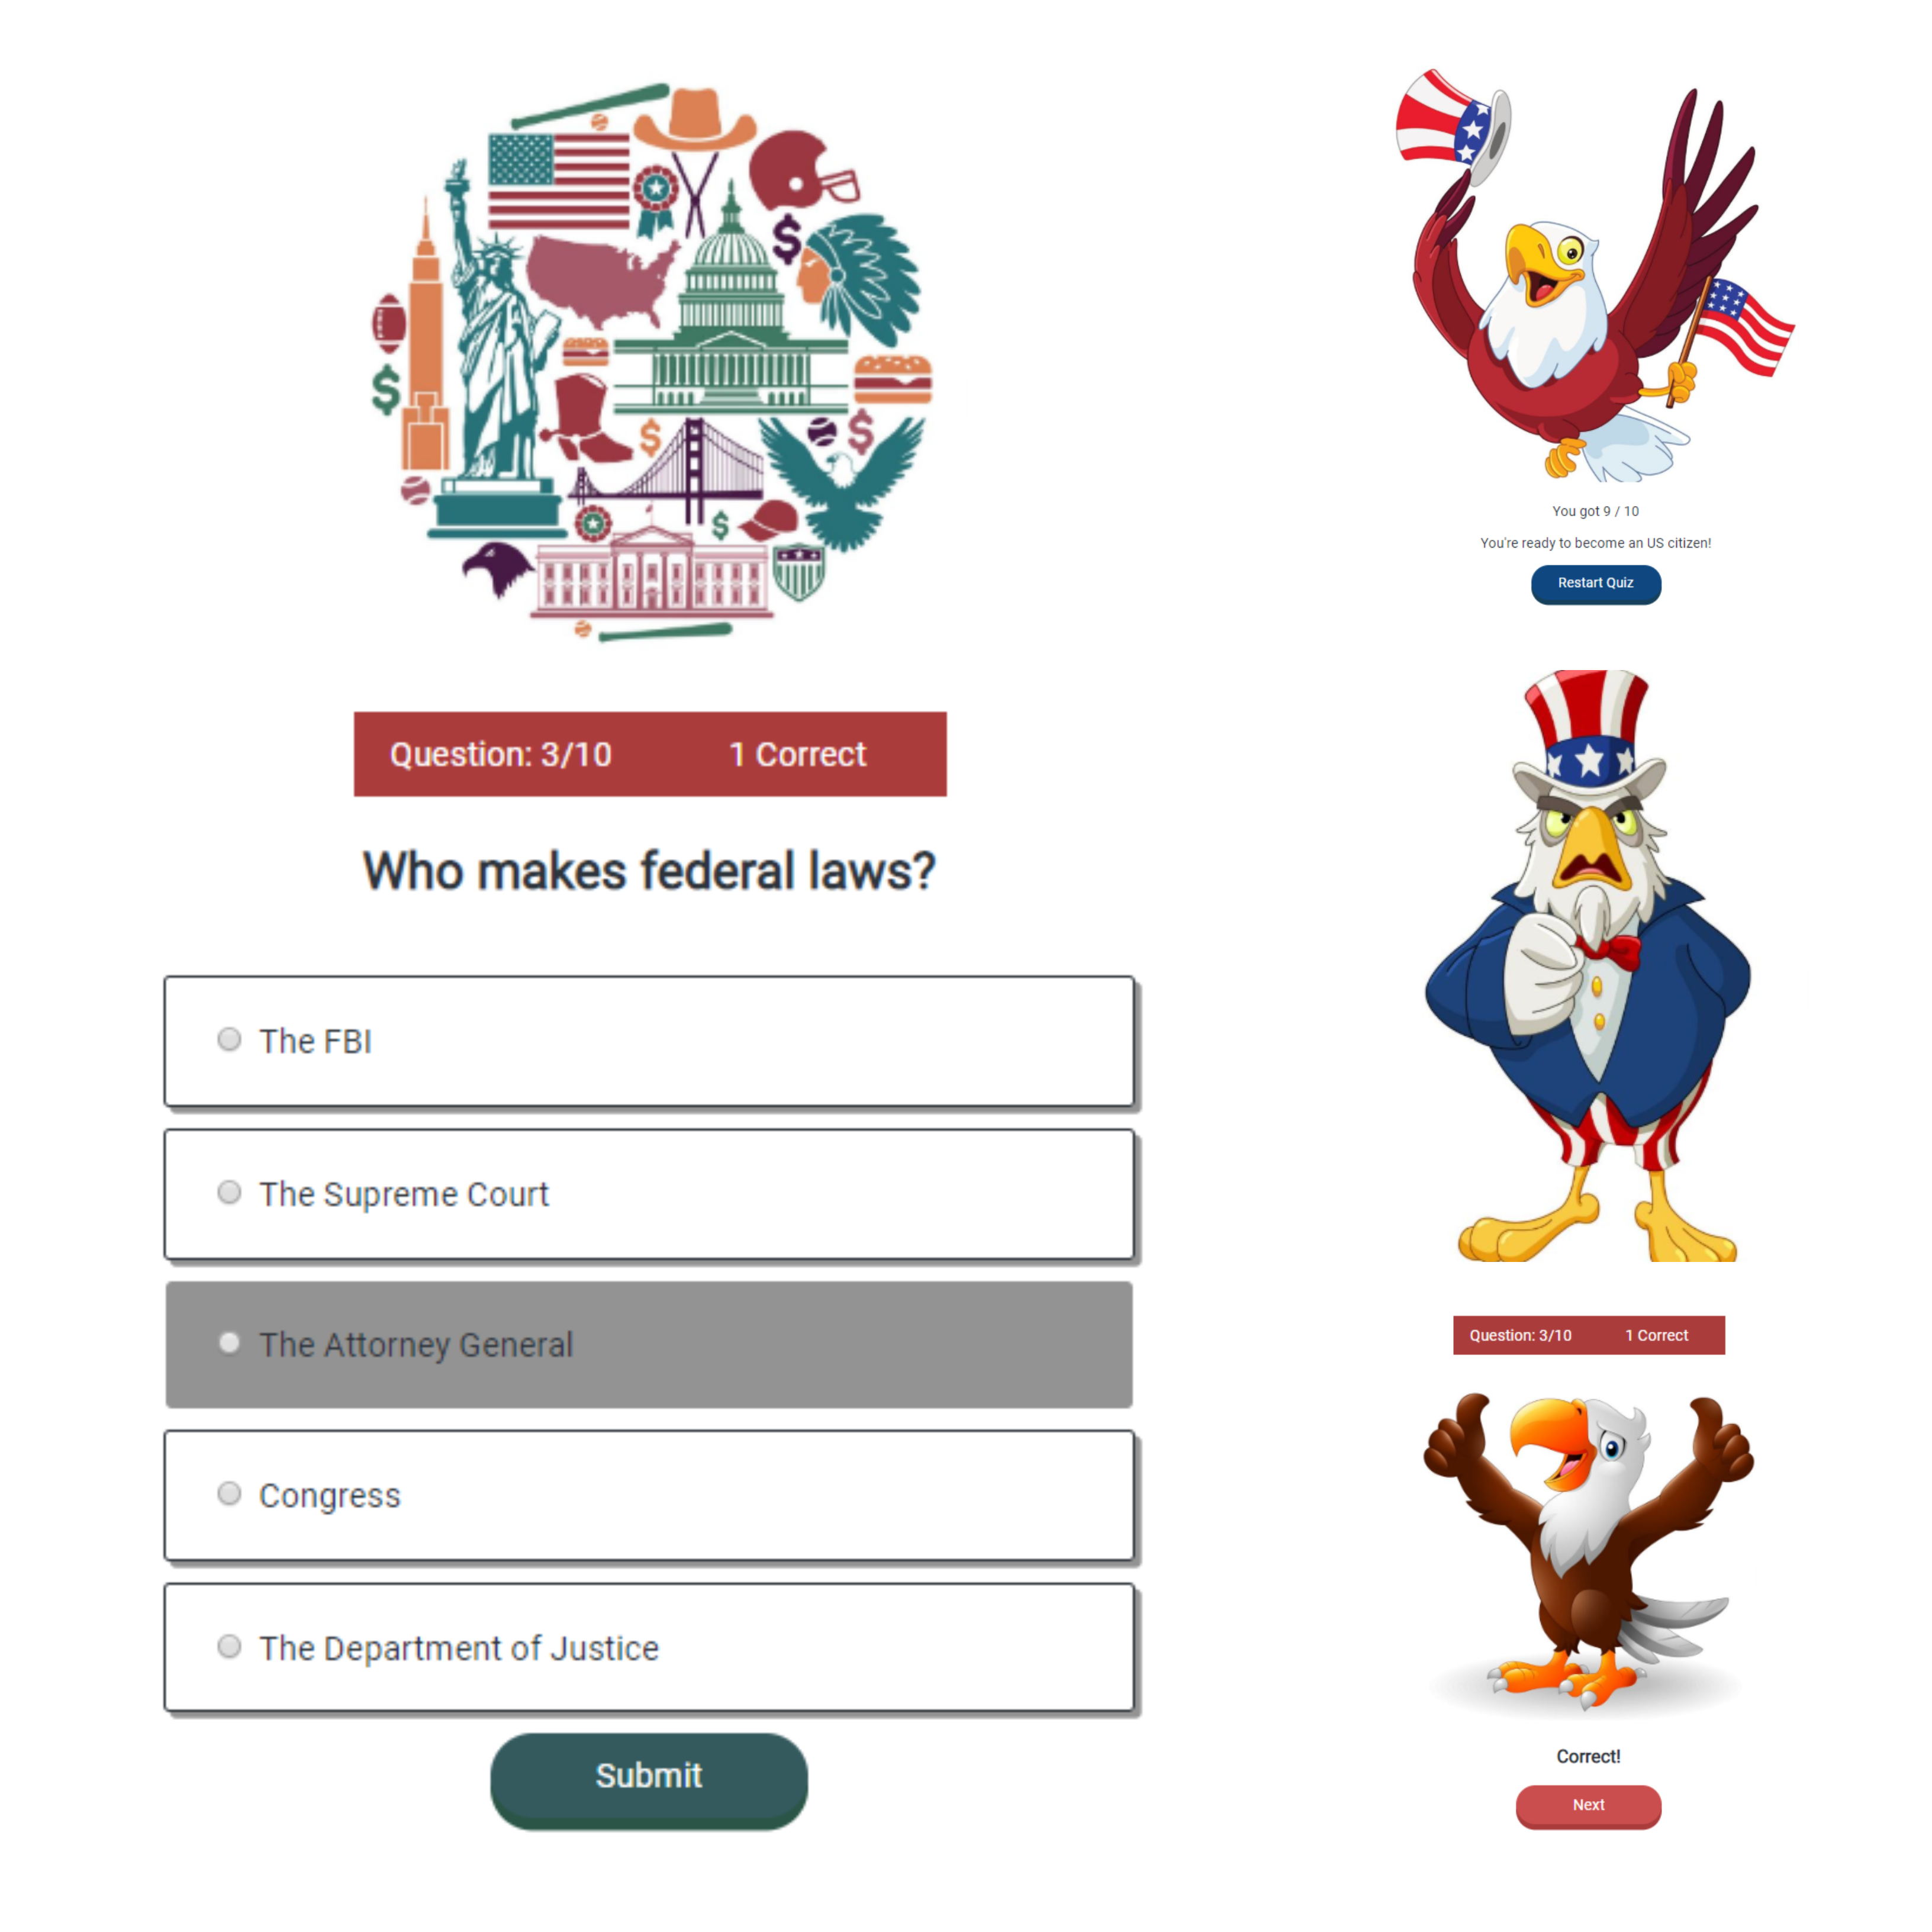 Question: 3/10 1 Correct
Who makes federal laws?
The FBI
The Supreme Court
The Attorney General
Congress
The Department of Justice
Submit
You got 9 / 10
You're ready to become an US citizen!
Restart Quiz
Question: 3/10 1 Correct
Correct!
Next